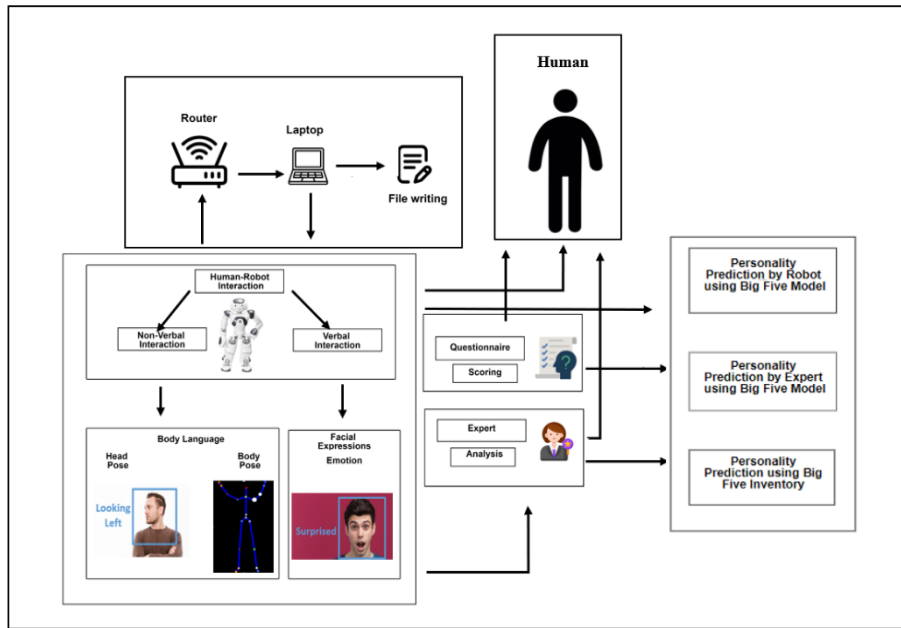 Human
Router
Laptop
File writing
Human-Robot
Interaction
Non-Verbal
Interaction
Verbal
Interaction
Body Language
Head
Pose
Body
Pose
Looking
Left
Facial
Expressions
Emotion
Surprised
Questionnaire
Scoring
Expert
Analysis
Personality
Prediction by Robot
using Big Five Model
Personality
Prediction by Expert
using Big Five Model
Personality
Prediction using Big
Five Inventory